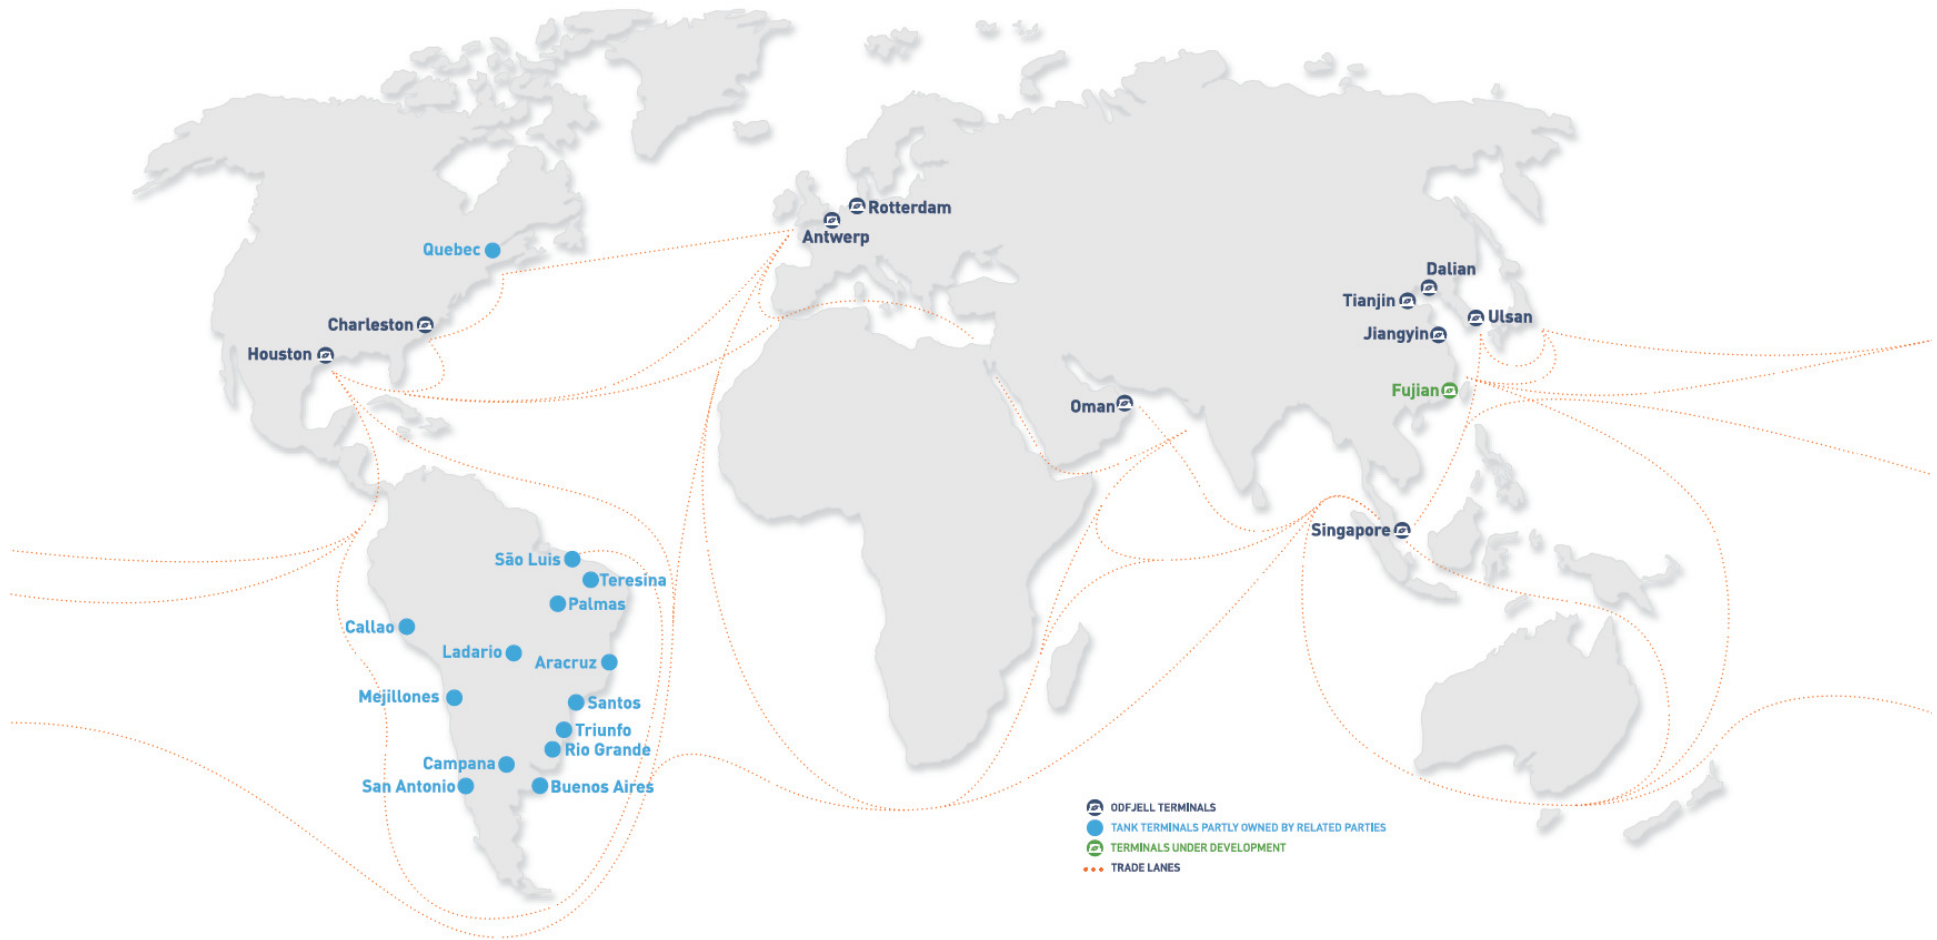 Rotterdam
Antwerp
Quebec
Dalian
Tianjin
Ulsan
Charleston
Jiangyin
Houston
Fujian
Oman
Singapore
São Luis
Teresína
Palmas
Callao
Ladario
Aracruz
Mejillones
Santos
Triunfo
Rio Grande
Campana
San Antonio
Buenos Aires
ODFJELL TERMINALS
TANK TERMINALS PARTLY OWNED BY RELATED PARTIES
TERMINALS UNDER DEVELOPMENT
TRADE LANES